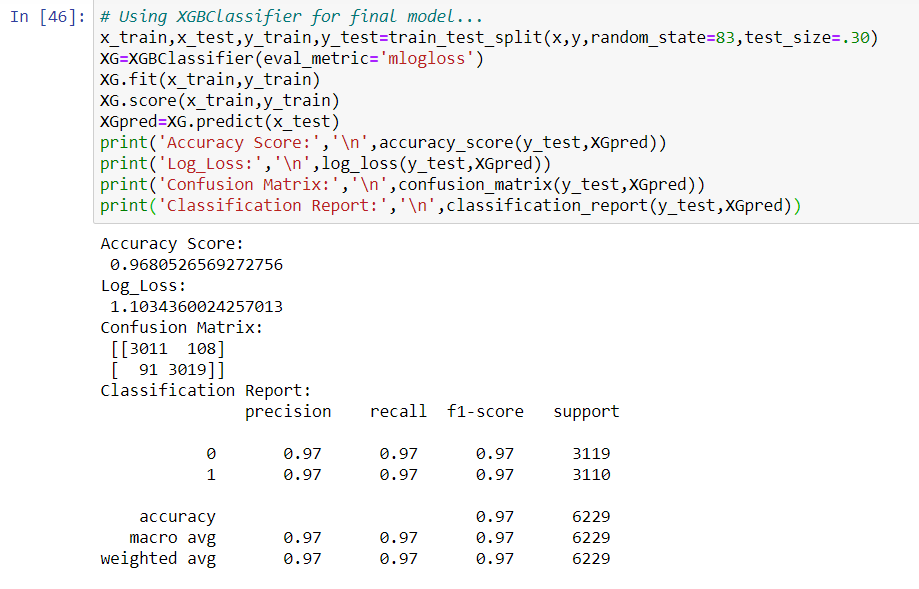 In [46]: # Using XGBClassifier for final model...
x_train,x_test,y_train,y_test=train_test_split(x,y,random_state=83,test_size=.30)
XG=XGBClassifier(eval_metric='mlogloss')
XG.fit(x_train,y_train)
XG.score(x_train,y_train)
XGpred=XG.predict(x_test)
print('Accuracy Score:','\n',accuracy_score(y_test,XGpred))
print('Log_Loss:','\n',log_loss(y_test,XGpred))
print('Confusion Matrix:','\n',confusion_matrix(y_test,XGpred))
print('Classification Report:','\n',classification_report(y_test,XGpred))
Accuracy Score:
 0.9680526569272756
Log_Loss:
 1.1034360024257013
Confusion Matrix:
 [[3011  108]
 [  91 3019]]
Classification Report:
               precision    recall  f1-score   support
           0       0.97      0.97      0.97      3119
           1       0.97      0.97      0.97      3110
    accuracy                           0.97      6229
   macro avg       0.97      0.97      0.97      6229
weighted avg       0.97      0.97      0.97      6229